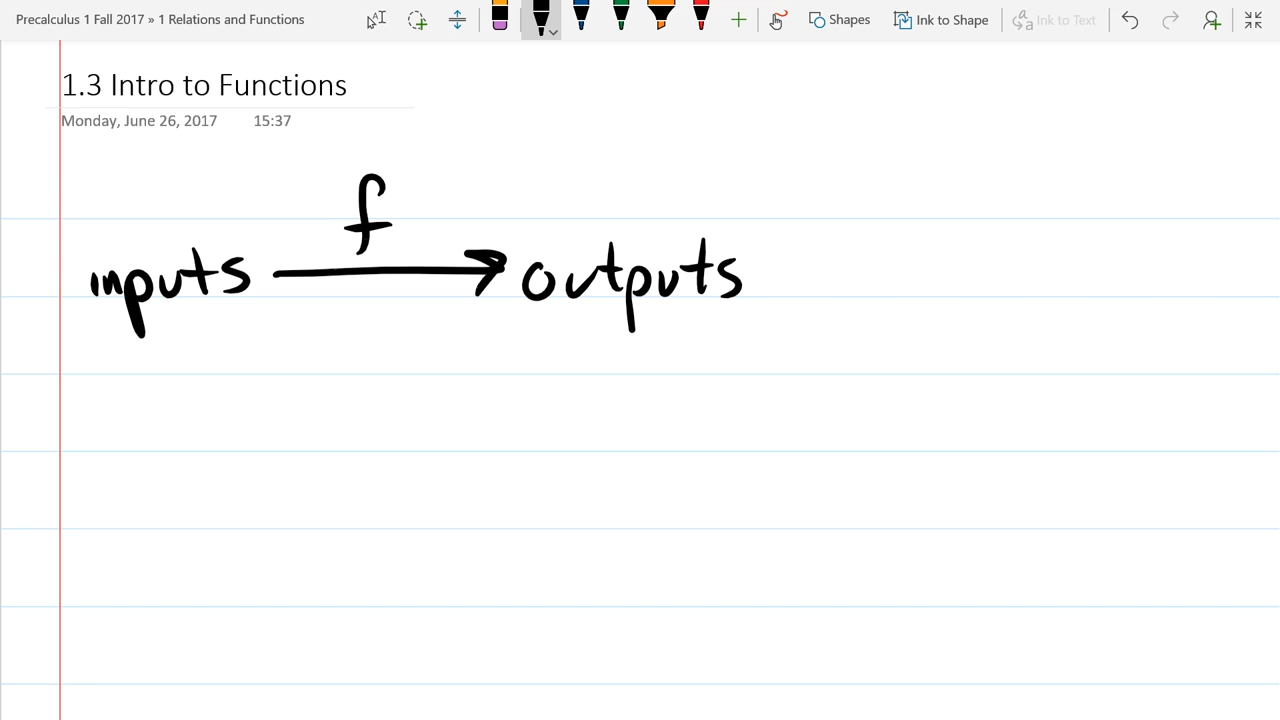 Precalculus 1 Fall 2017 » 1 Relations and Functions Shapes Ink to Shape Ink to Text
1.3 Intro to Functions
Monday, June 26, 2017 15:37
f
inputs outputs